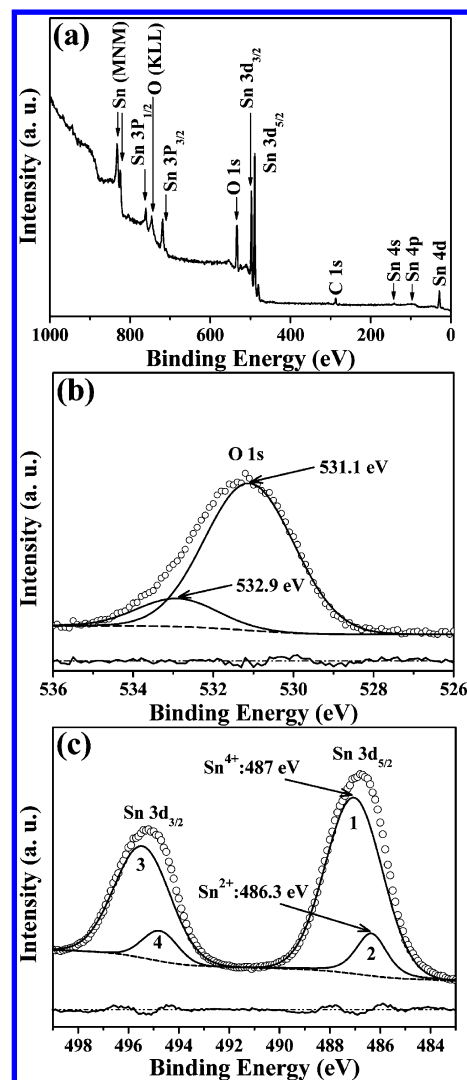 (a)
Intensity (a. u.)
Sn (MNM)
Sn 3P1/2
O (KLL)
Sn 3P3/2
O 1s
Sn 3d3/2
Sn 3d5/2
C 1s
Sn 4s
Sn 4p
Sn 4d
1000 800 600 400 200 0
Binding Energy (eV)
(b)
Intensity (a. u.)
O 1s
531.1 eV
532.9 eV
536 534 532 530 528 526
Binding Energy (eV)
(c)
Intensity (a. u.)
Sn 3d5/2
Sn4+:487 eV
Sn 3d3/2
1
3
Sn2+:486.3 eV
4
2
498 496 494 492 490 488 486 484
Binding Energy (eV)